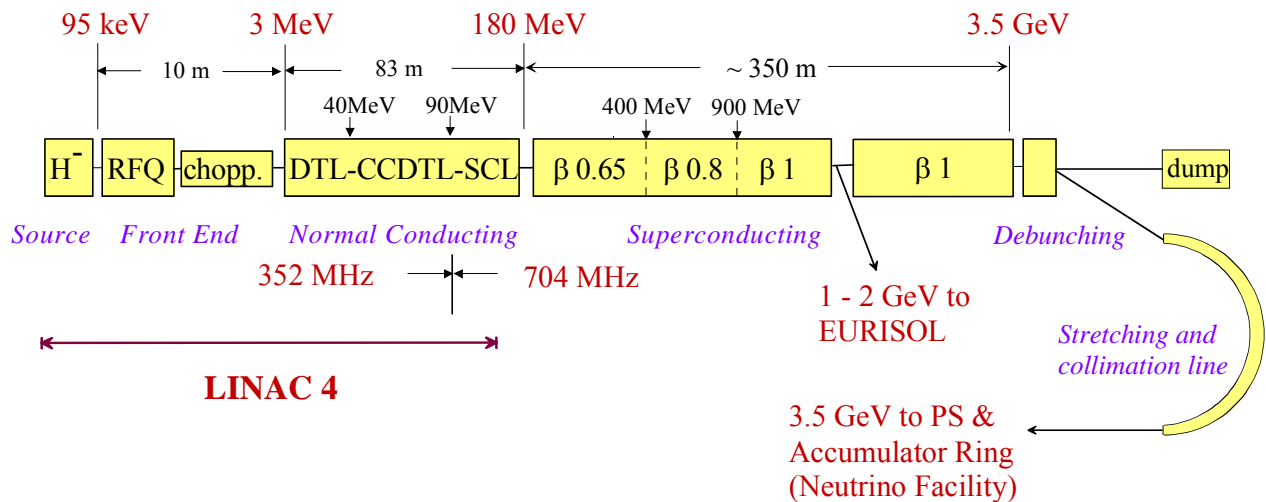 95 keV 3 MeV 180 MeV 3.5 GeV
10 m 83 m ~ 350 m
40MeV 90MeV 400 MeV 900 MeV
H- RFQ chopp. DTL-CCDTL-SCL β 0.65 β 0.8 β 1 β 1 dump
Source Front End Normal Conducting Superconducting Debunching
352 MHz 704 MHz
1 - 2 GeV to
EURISOL
Stretching and
collimation line
LINAC 4
3.5 GeV to PS &
Accumulator Ring
(Neutrino Facility)